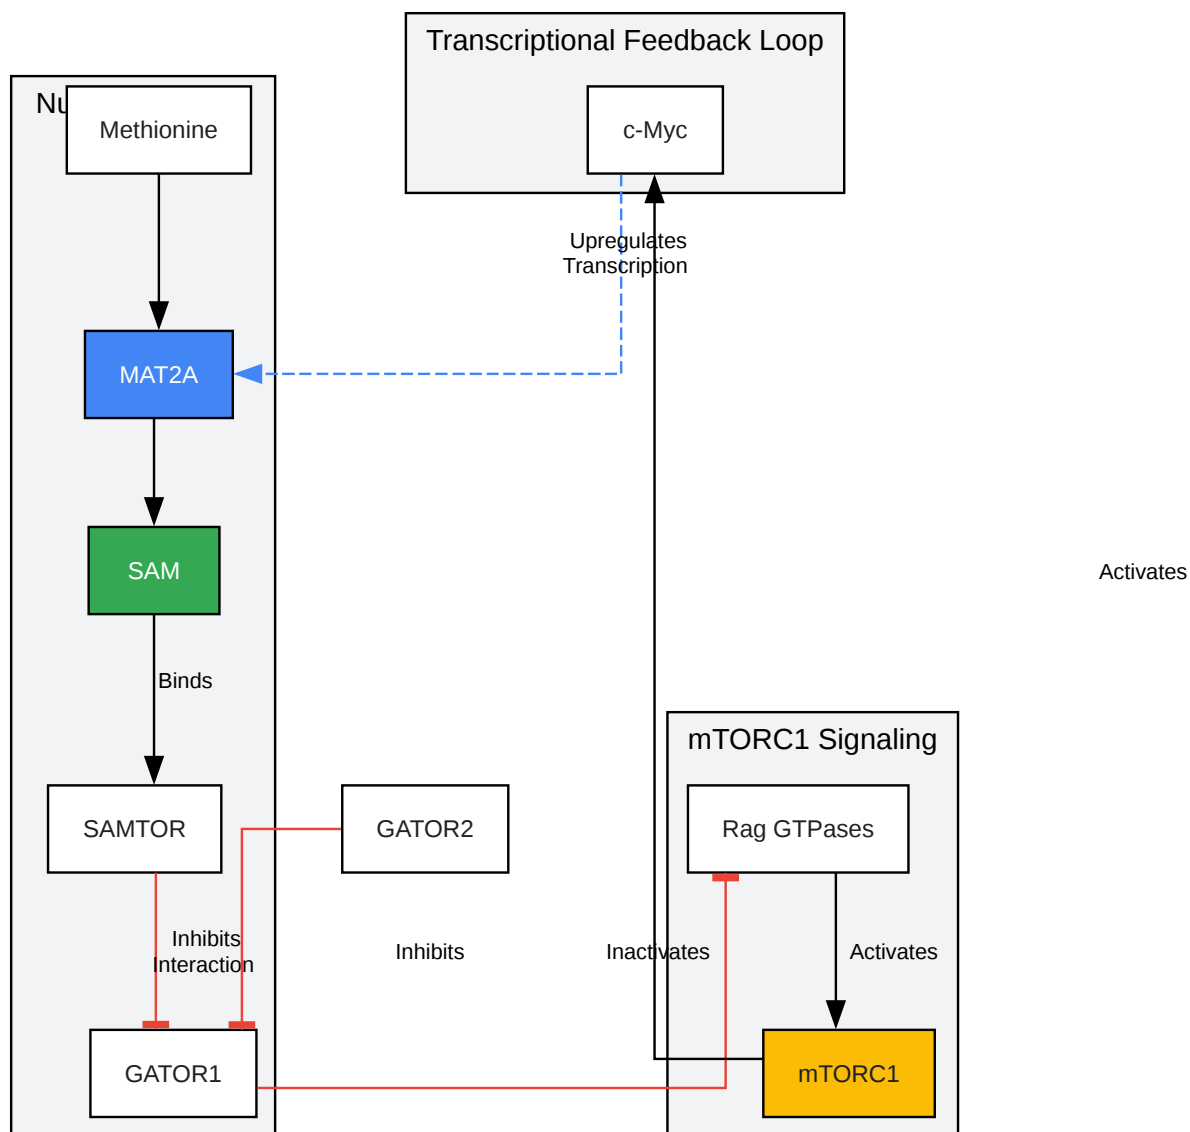 Transcriptional Feedback Loop
Nu
Methionine
c-Myc
Upregulates
Transcription
MAT2A
SAM
Activates
Binds
mTORC1 Signaling
SAMTOR
GATOR2
Rag GTPases
Inhibits
Interaction
Inhibits
Inactivates
Activates
GATOR1
mTORC1